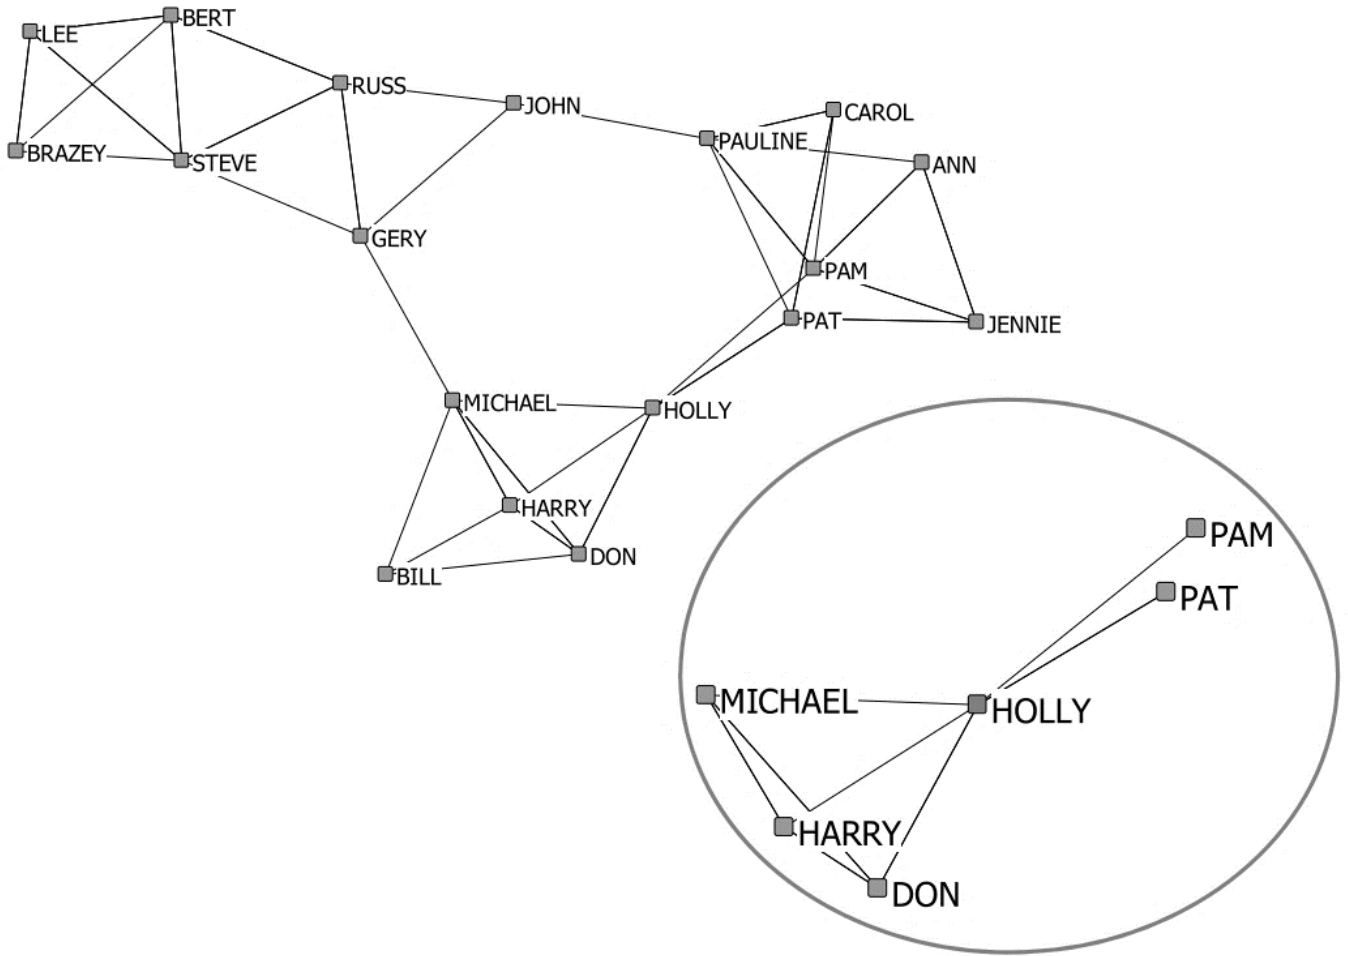 BERT
LEE
RUSS
JOHN
CAROL
PAULINE
BRAZEY
STEVE
ANN
GERY
PAM
PAT
JENNIE
MICHAEL
HOLLY
HARRY
DON
BILL
PAM
PAT
MICHAEL
HOLLY
HARRY
DON